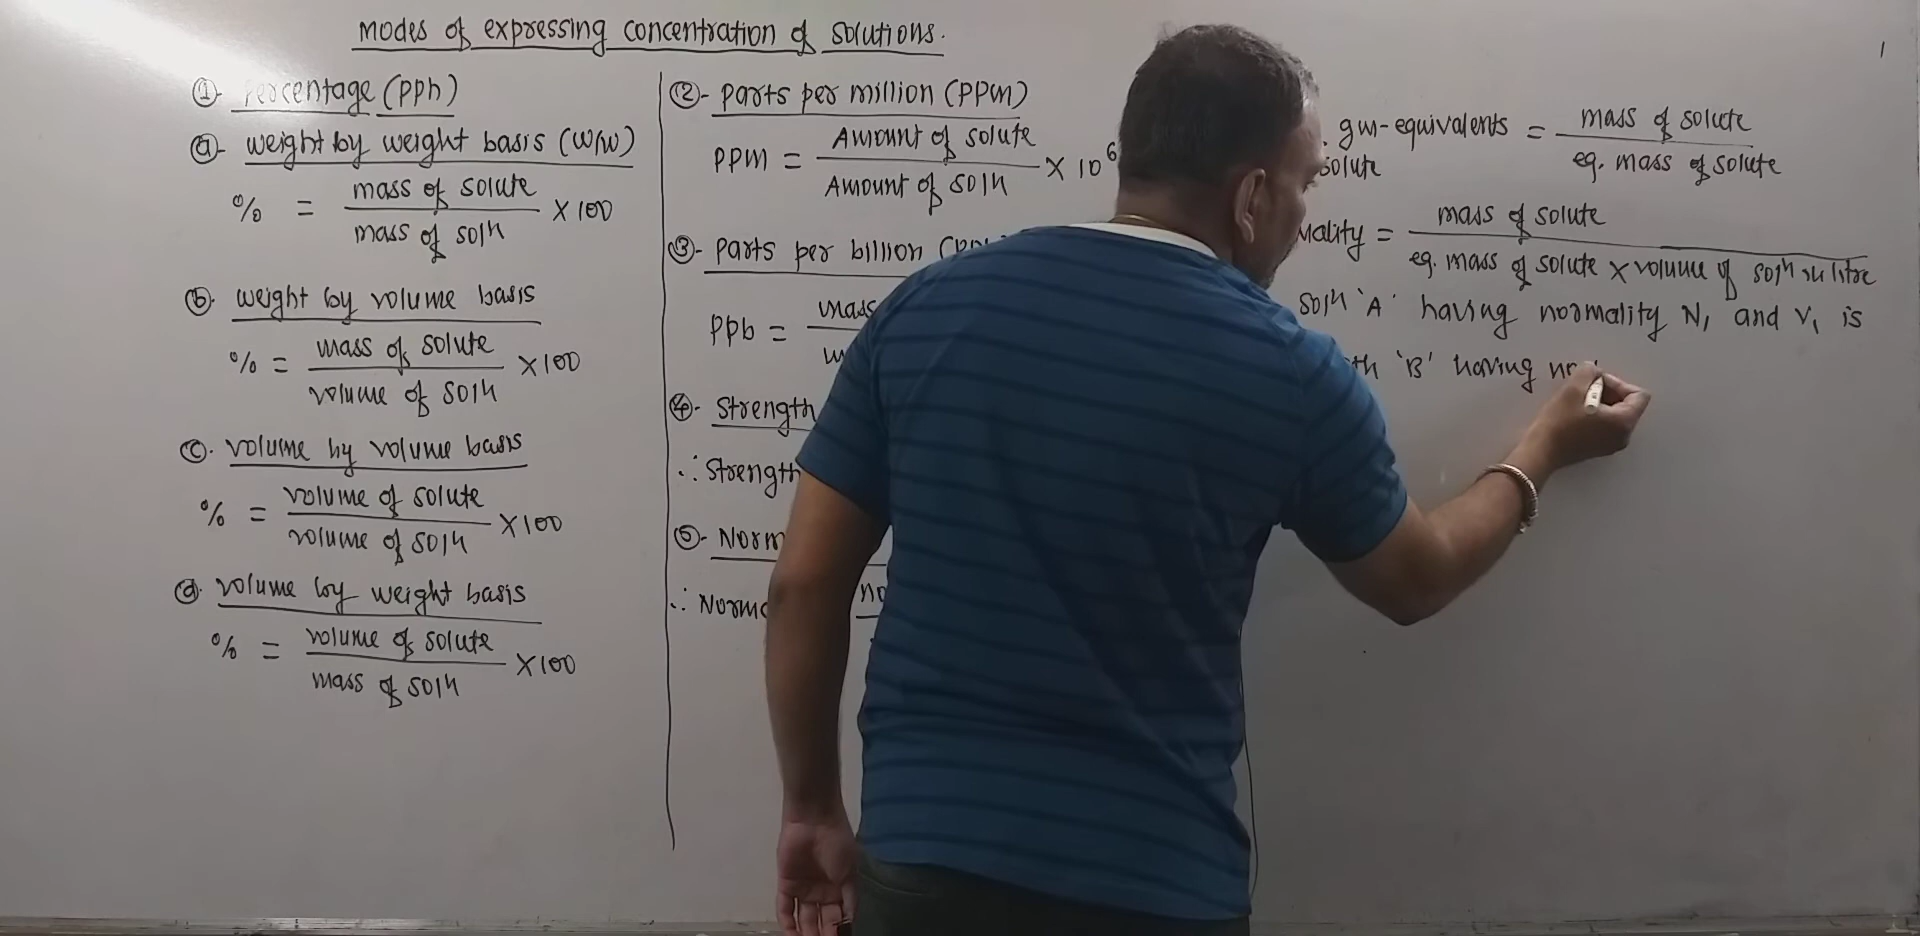 Modes of expressing concentration of solutions.
①- Percentage (PPh)
ⓐ- weight by weight basis (W/W)
% = mass of solute / mass of soln × 100
ⓑ- weight by volume basis
% = mass of solute / volume of soln × 100
ⓒ. volume by volume basis
% = volume of solute / volume of soln × 100
ⓓ. volume by weight basis
% = volume of solute / mass of soln × 100
②- Parts per million (PPM)
PPM = Amount of solute / Amount of soln × 10⁶
③- Parts per billion
PPb = mass
④- Strength
∴ Strength
⑤- Norm
∴ Norma
gm-equivalents = mass of solute / eq. mass of solute
solute
mality = mass of solute / eq. mass of solute × volume of soln in litre
soln 'A' having normality N₁ and V₁ is
'B' having
1